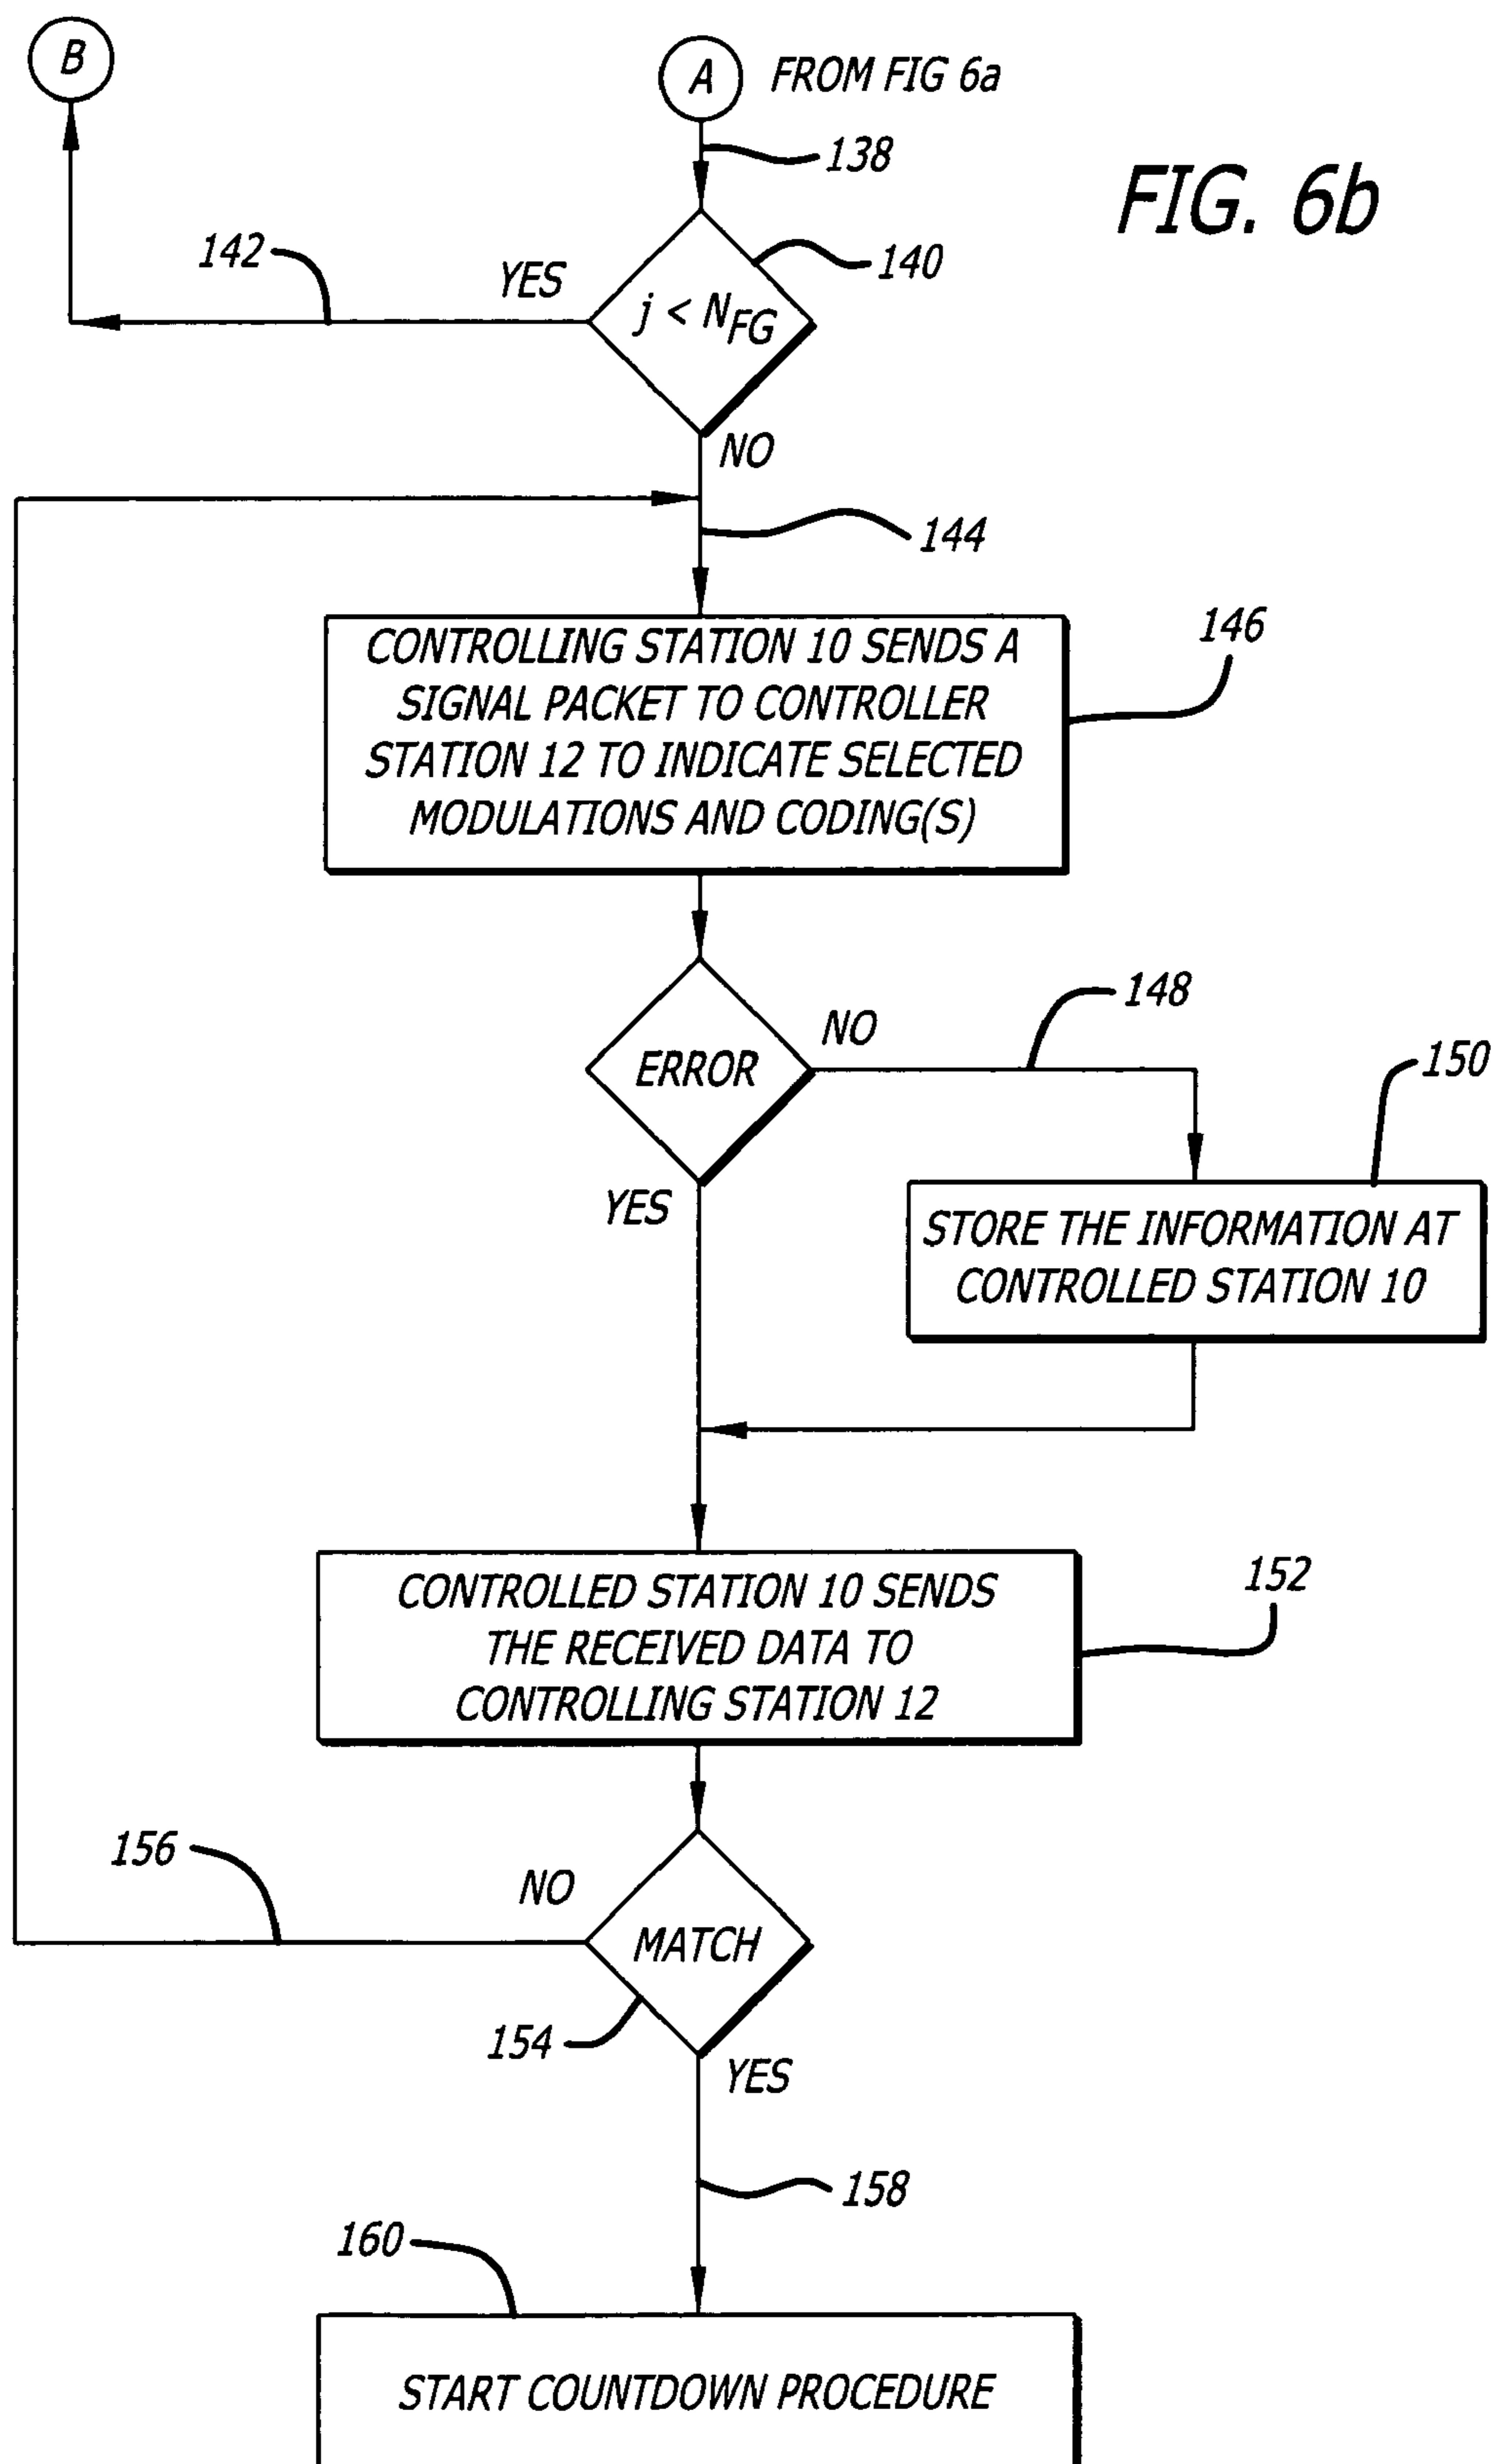 B
A FROM FIG 6a
138
FIG. 6b
142
YES
140
j < N_FG
NO
144
146
CONTROLLING STATION 10 SENDS A
SIGNAL PACKET TO CONTROLLER
STATION 12 TO INDICATE SELECTED
MODULATIONS AND CODING(S)
148
NO
ERROR
150
YES
STORE THE INFORMATION AT
CONTROLLED STATION 10
152
CONTROLLED STATION 10 SENDS
THE RECEIVED DATA TO
CONTROLLING STATION 12
156
NO
MATCH
154
YES
158
160
START COUNTDOWN PROCEDURE